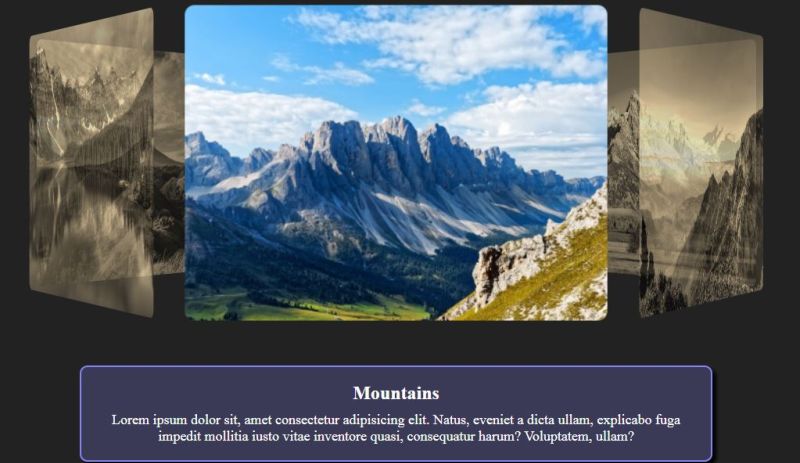 Mountains
Lorem ipsum dolor sit, amet consectetur adipisicing elit. Natus, eveniet a dicta ullam, explicabo fuga
impedit mollitia iusto vitae inventore quasi, consequatur harum? Voluptatem, ullam?